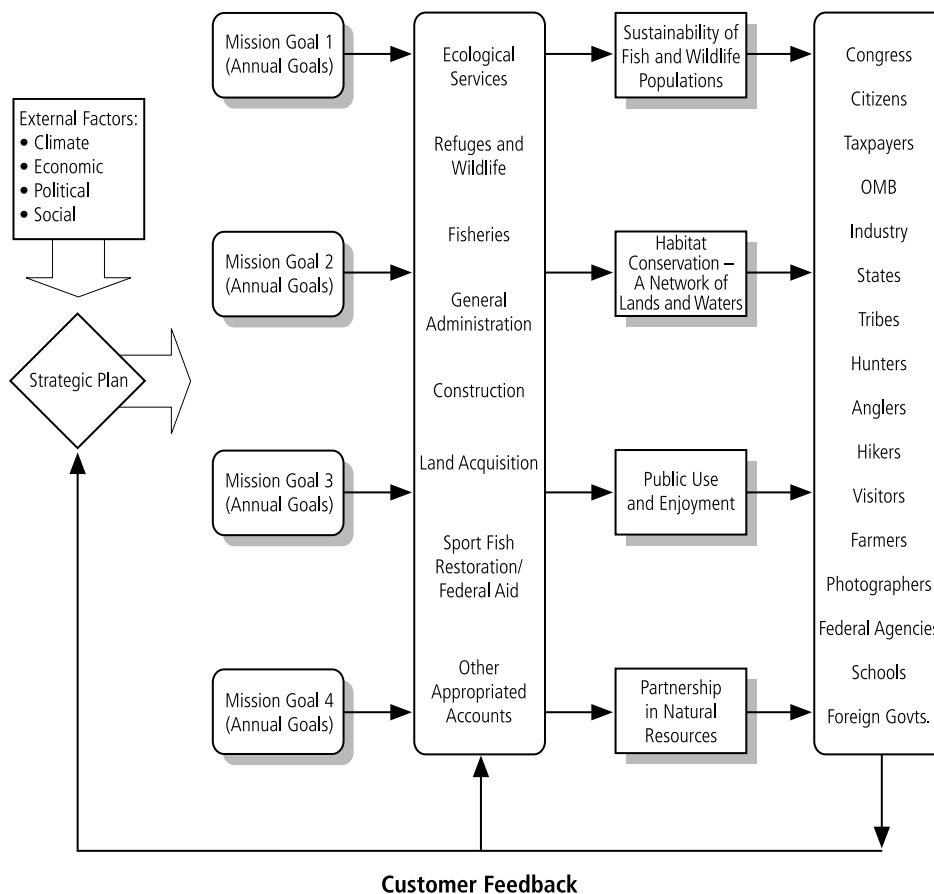 External Factors:
• Climate
• Economic
• Political
• Social
Strategic Plan
Mission Goal 1
(Annual Goals)
Mission Goal 2
(Annual Goals)
Mission Goal 3
(Annual Goals)
Mission Goal 4
(Annual Goals)
Ecological
Services
Refuges and
Wildlife
Fisheries
General
Administration
Construction
Land Acquisition
Sport Fish
Restoration/
Federal Aid
Other
Appropriated
Accounts
Sustainability of
Fish and Wildlife
Populations
Habitat
Conservation –
A Network of
Lands and Waters
Public Use
and Enjoyment
Partnership
in Natural
Resources
Congress
Citizens
Taxpayers
OMB
Industry
States
Tribes
Hunters
Anglers
Hikers
Visitors
Farmers
Photographers
Federal Agencies
Schools
Foreign Govts.
Customer Feedback